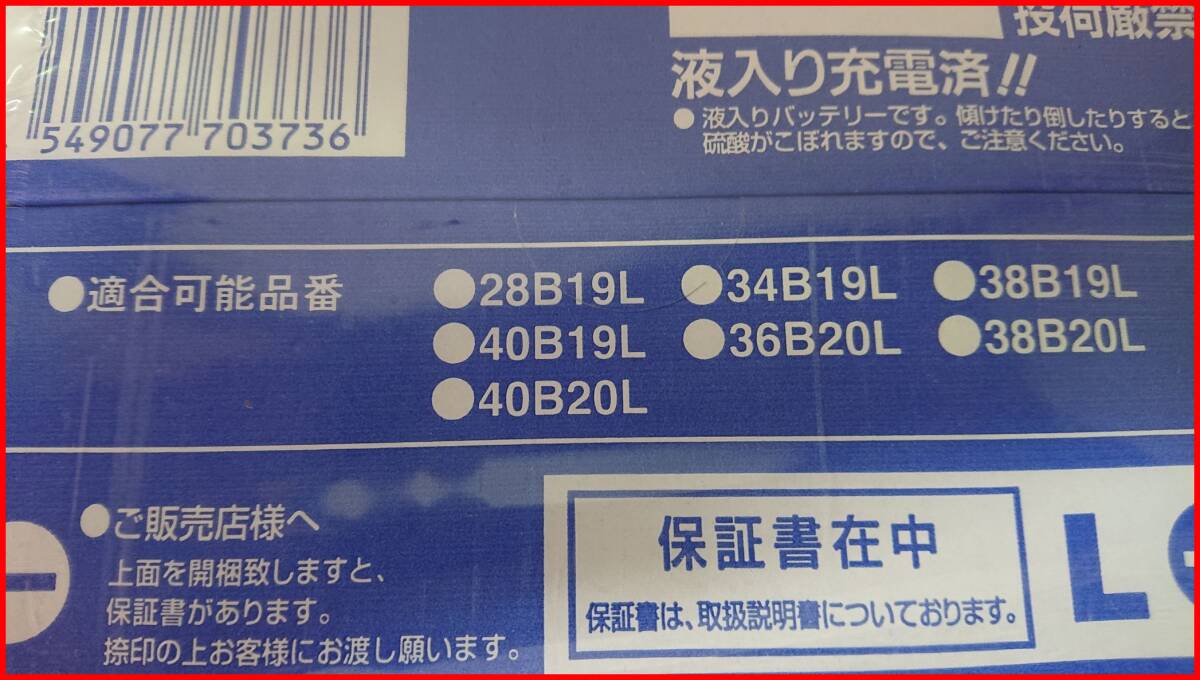 投荷厳禁
液入り充電済!!
●液入りバッテリーです。傾けたり倒したりすると
硫酸がこぼれますので、ご注意ください。
549077 703736
●適合可能品番 ●28B19L ●34B19L ●38B19L
●40B19L ●36B20L ●38B20L
●40B20L
●ご販売店様へ
上面を開梱致しますと、
保証書があります。
捺印の上お客様にお渡し願います。
保証書在中
保証書は、取扱説明書についております。
L